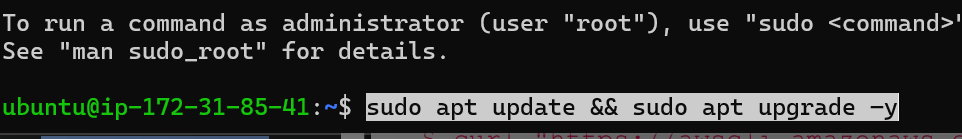 To run a command as administrator (user "root"), use "sudo <command>"
See "man sudo_root" for details.
ubuntu@ip-172-31-85-41:~$ sudo apt update && sudo apt upgrade -y